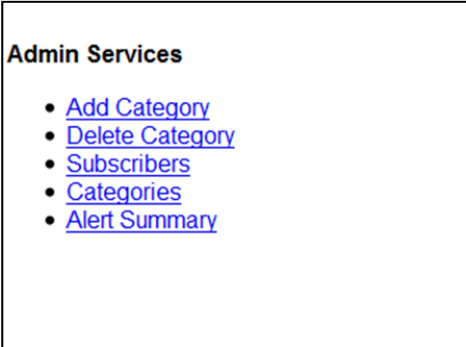 Admin Services
• Add Category
• Delete Category
• Subscribers
• Categories
• Alert Summary